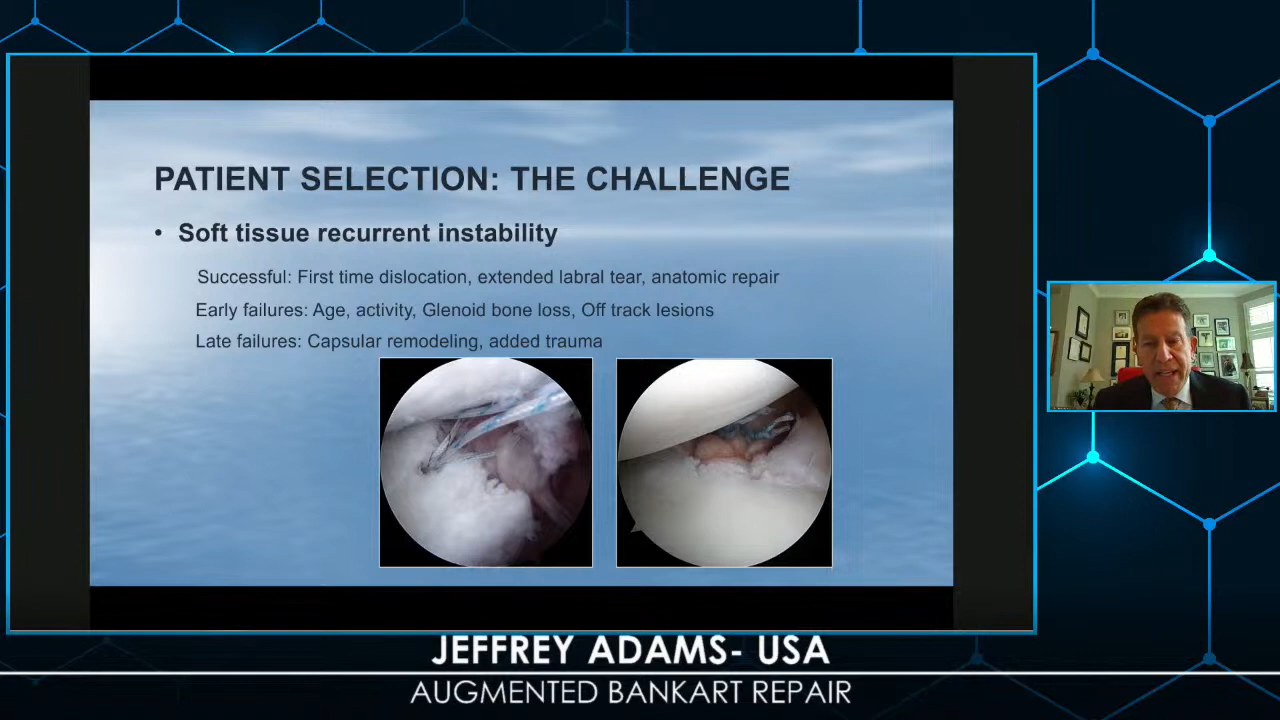 PATIENT SELECTION: THE CHALLENGE
• Soft tissue recurrent instability
Successful: First time dislocation, extended labral tear, anatomic repair
Early failures: Age, activity, Glenoid bone loss, Off track lesions
Late failures: Capsular remodeling, added trauma
JEFFREY ADAMS- USA
AUGMENTED BANKART REPAIR